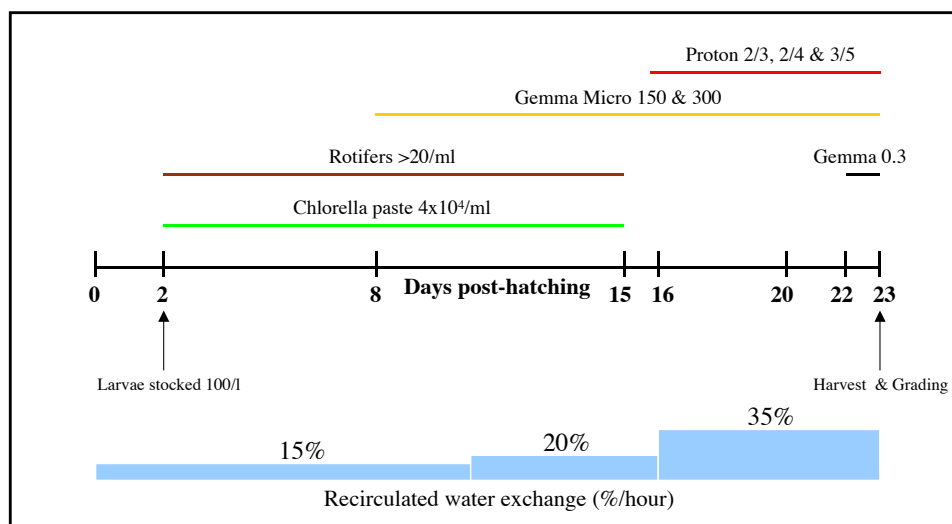 Proton 2/3, 2/4 & 3/5
Gemma Micro 150 & 300
Rotifers >20/ml
Gemma 0.3
Chlorella paste 4x10⁴/ml
Days post-hatching
0 2 8 15 16 20 22 23
Larvae stocked 100/l
Harvest & Grading
15%
20%
35%
Recirculated water exchange (%/hour)